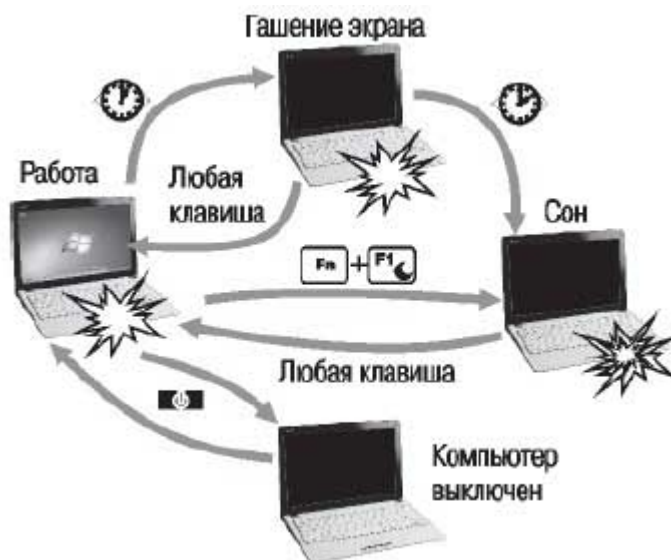 Гашение экрана
Работа
Любая
клавиша
Сон
Fn + F1
Любая клавиша
Компьютер
выключен